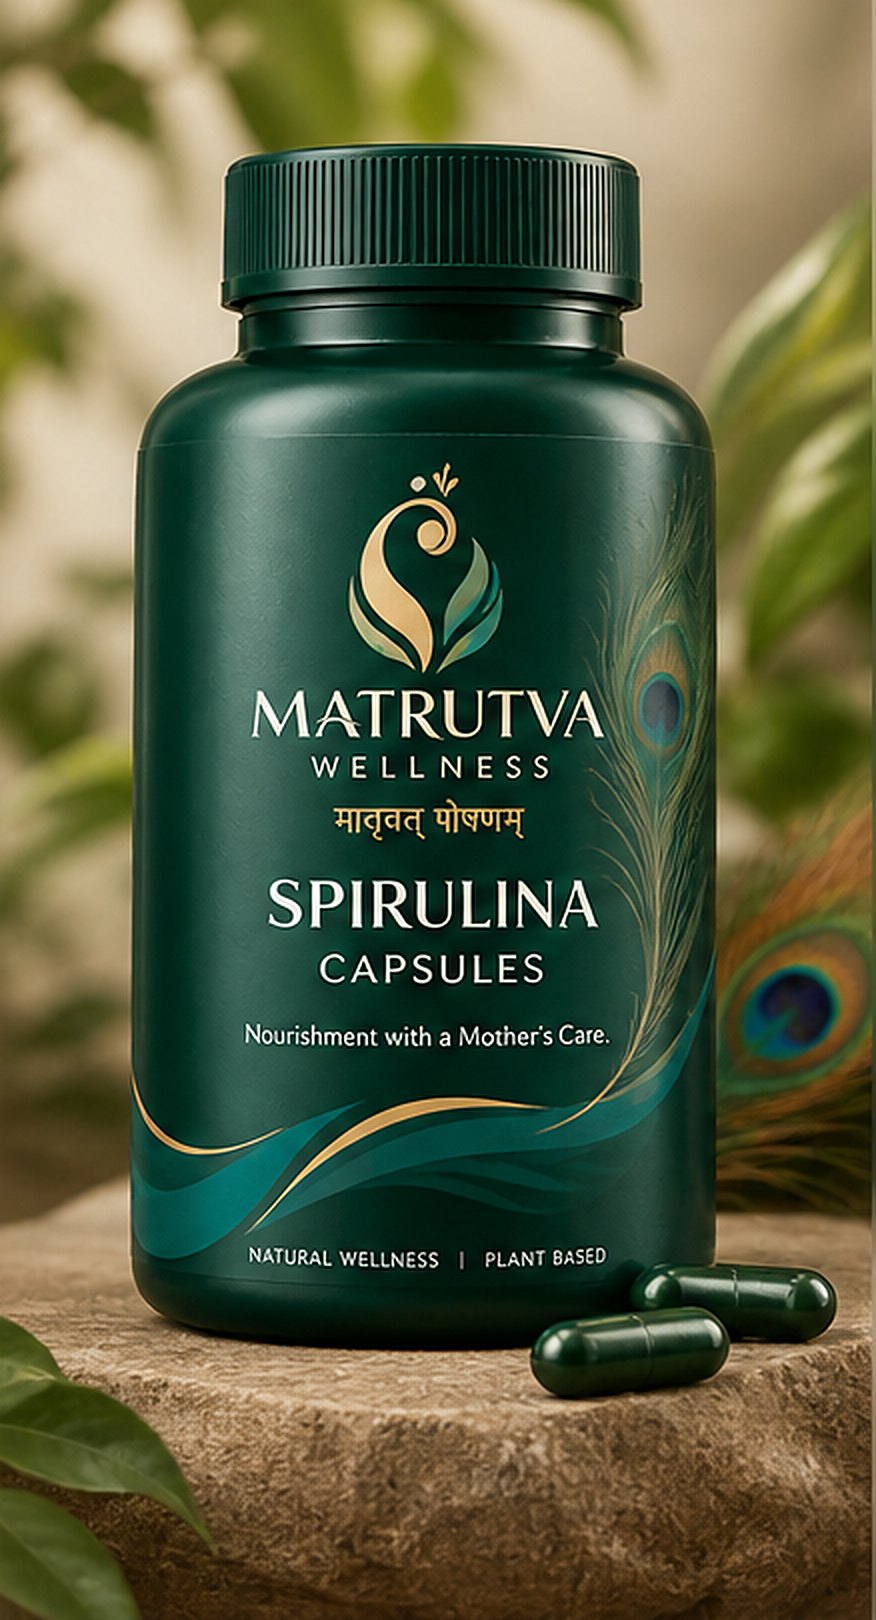 MATRUTVA
WELLNESS
मातृवत् पोषणम्
SPIRULINA
CAPSULES
Nourishment with a Mother's Care.
NATURAL WELLNESS | PLANT BASED